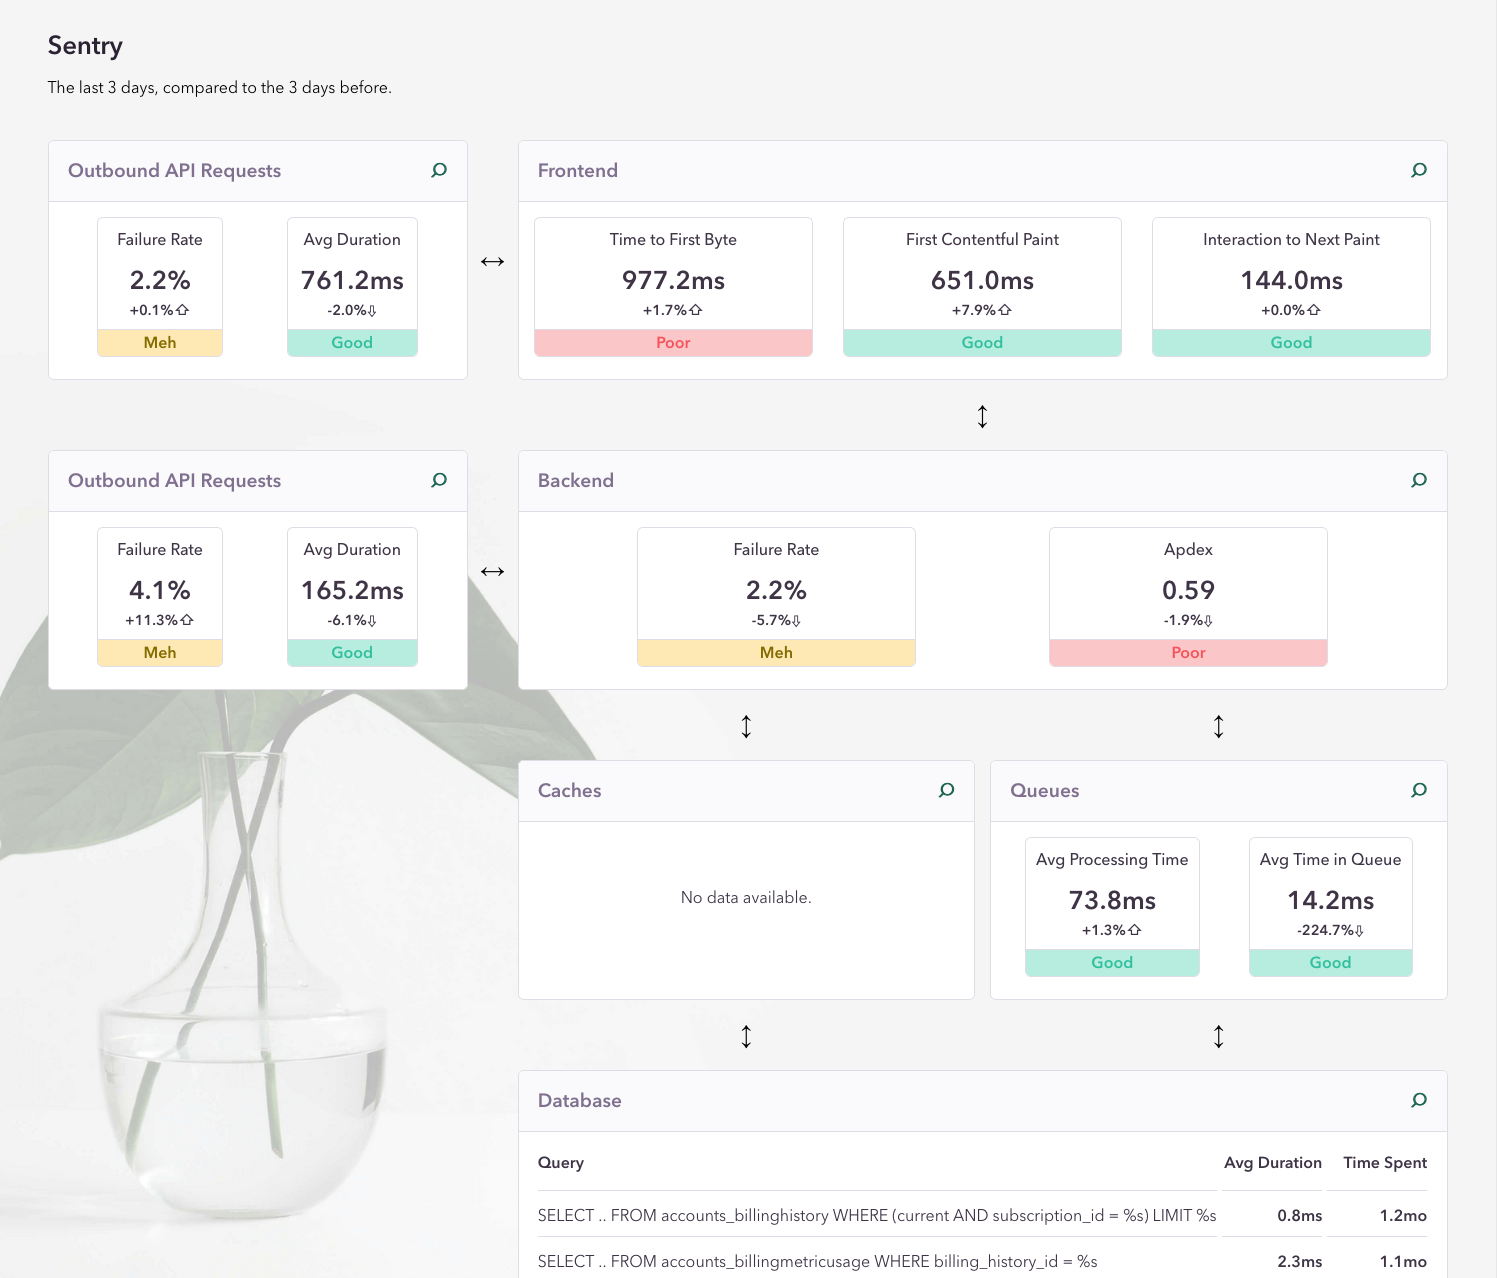 Sentry
The last 3 days, compared to the 3 days before.
Outbound API Requests
Failure Rate
2.2%
+0.1%⇧
Meh
Avg Duration
761.2ms
-2.0%⇩
Good
↔
Frontend
Time to First Byte
977.2ms
+1.7%⇧
Poor
First Contentful Paint
651.0ms
+7.9%⇧
Good
Interaction to Next Paint
144.0ms
+0.0%⇧
Good
↕
Outbound API Requests
Failure Rate
4.1%
+11.3%⇧
Meh
Avg Duration
165.2ms
-6.1%⇩
Good
↔
Backend
Failure Rate
2.2%
-5.7%⇩
Meh
Apdex
0.59
-1.9%⇩
Poor
↕ ↕
Caches
No data available.
Queues
Avg Processing Time
73.8ms
+1.3%⇧
Good
Avg Time in Queue
14.2ms
-224.7%⇩
Good
↕ ↕
Database
Query Avg Duration Time Spent
SELECT .. FROM accounts_billinghistory WHERE (current AND subscription_id = %s) LIMIT %s 0.8ms 1.2mo
SELECT .. FROM accounts_billingmetricusage WHERE billing_history_id = %s 2.3ms 1.1mo